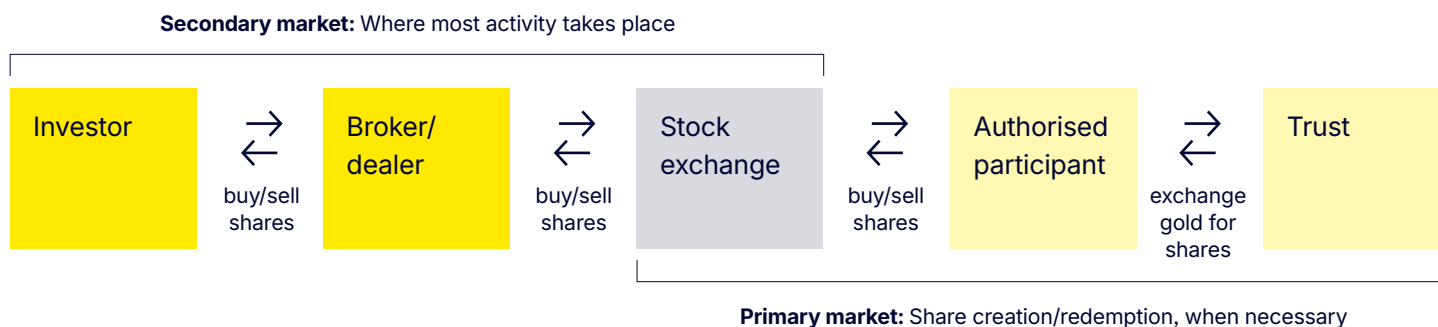 Secondary market: Where most activity takes place
Investor
buy/sell
shares
Broker/
dealer
buy/sell
shares
Stock
exchange
buy/sell
shares
Authorised
participant
exchange
gold for
shares
Trust
Primary market: Share creation/redemption, when necessary